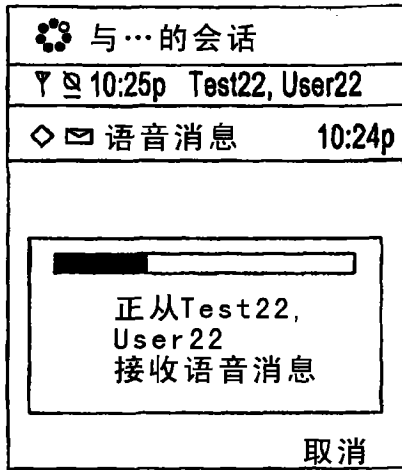 与…的会话
10:25p Test22, User22
语音消息 10:24p
正从Test22,
User22
接收语音消息
取消